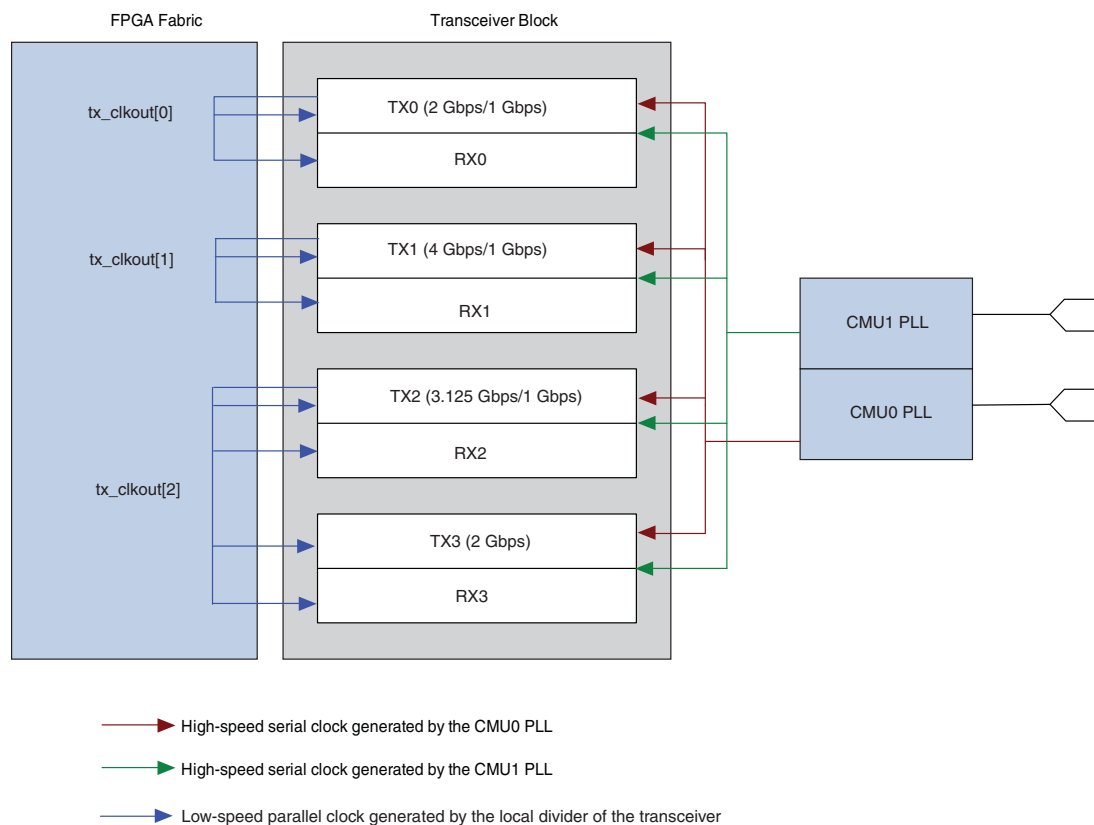 FPGA Fabric
Transceiver Block
tx_clkout[0]
TX0 (2 Gbps/1 Gbps)
RX0
tx_clkout[1]
TX1 (4 Gbps/1 Gbps)
RX1
CMU1 PLL
TX2 (3.125 Gbps/1 Gbps)
CMU0 PLL
RX2
tx_clkout[2]
TX3 (2 Gbps)
RX3
High-speed serial clock generated by the CMU0 PLL
High-speed serial clock generated by the CMU1 PLL
Low-speed parallel clock generated by the local divider of the transceiver